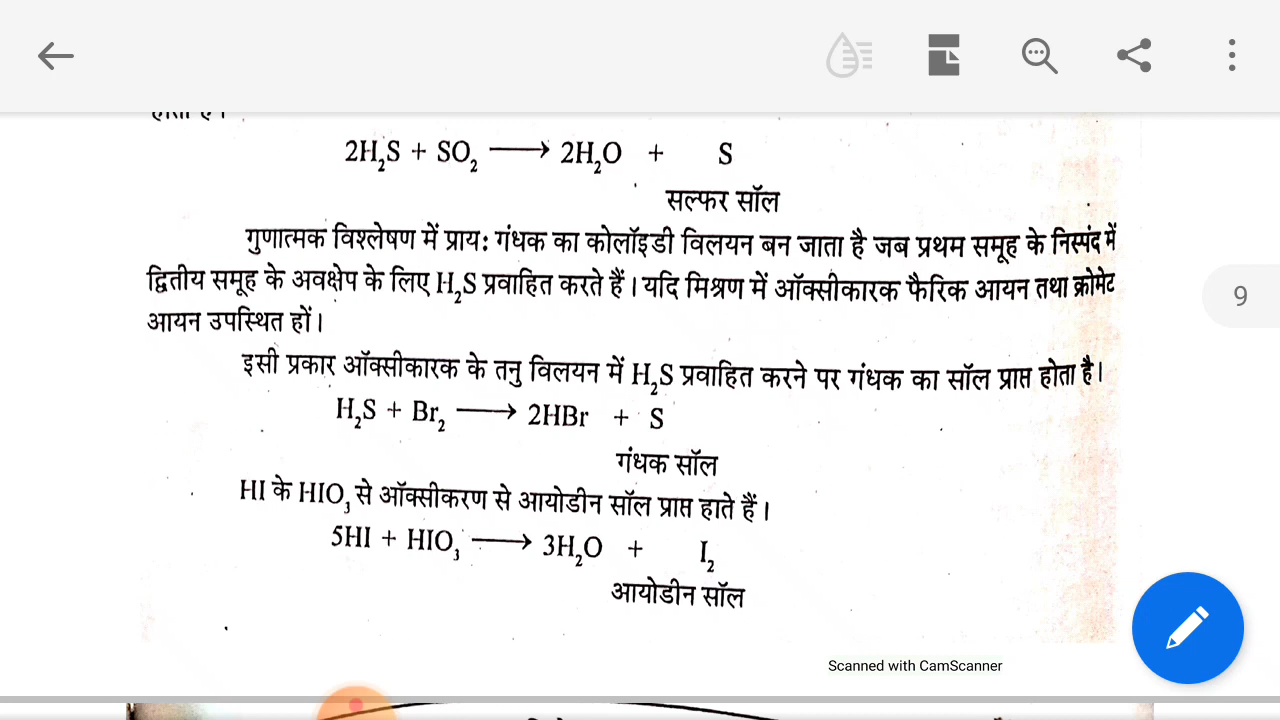 2H₂S + SO₂ ⟶ 2H₂O + S
सल्फर सॉल
गुणात्मक विश्लेषण में प्राय: गंधक का कोलॉइडी विलयन बन जाता है जब प्रथम समूह के निस्पंद में
द्वितीय समूह के अवक्षेप के लिए H₂S प्रवाहित करते हैं। यदि मिश्रण में ऑक्सीकारक फैरिक आयन तथा क्रोमेट
आयन उपस्थित हों।
9
इसी प्रकार ऑक्सीकारक के तनु विलयन में H₂S प्रवाहित करने पर गंधक का सॉल प्राप्त होता है।
H₂S + Br₂ ⟶ 2HBr + S
गंधक सॉल
HI के HIO₃ से ऑक्सीकरण से आयोडीन सॉल प्राप्त हाते हैं।
5HI + HIO₃ ⟶ 3H₂O + I₂
आयोडीन सॉल
Scanned with CamScanner